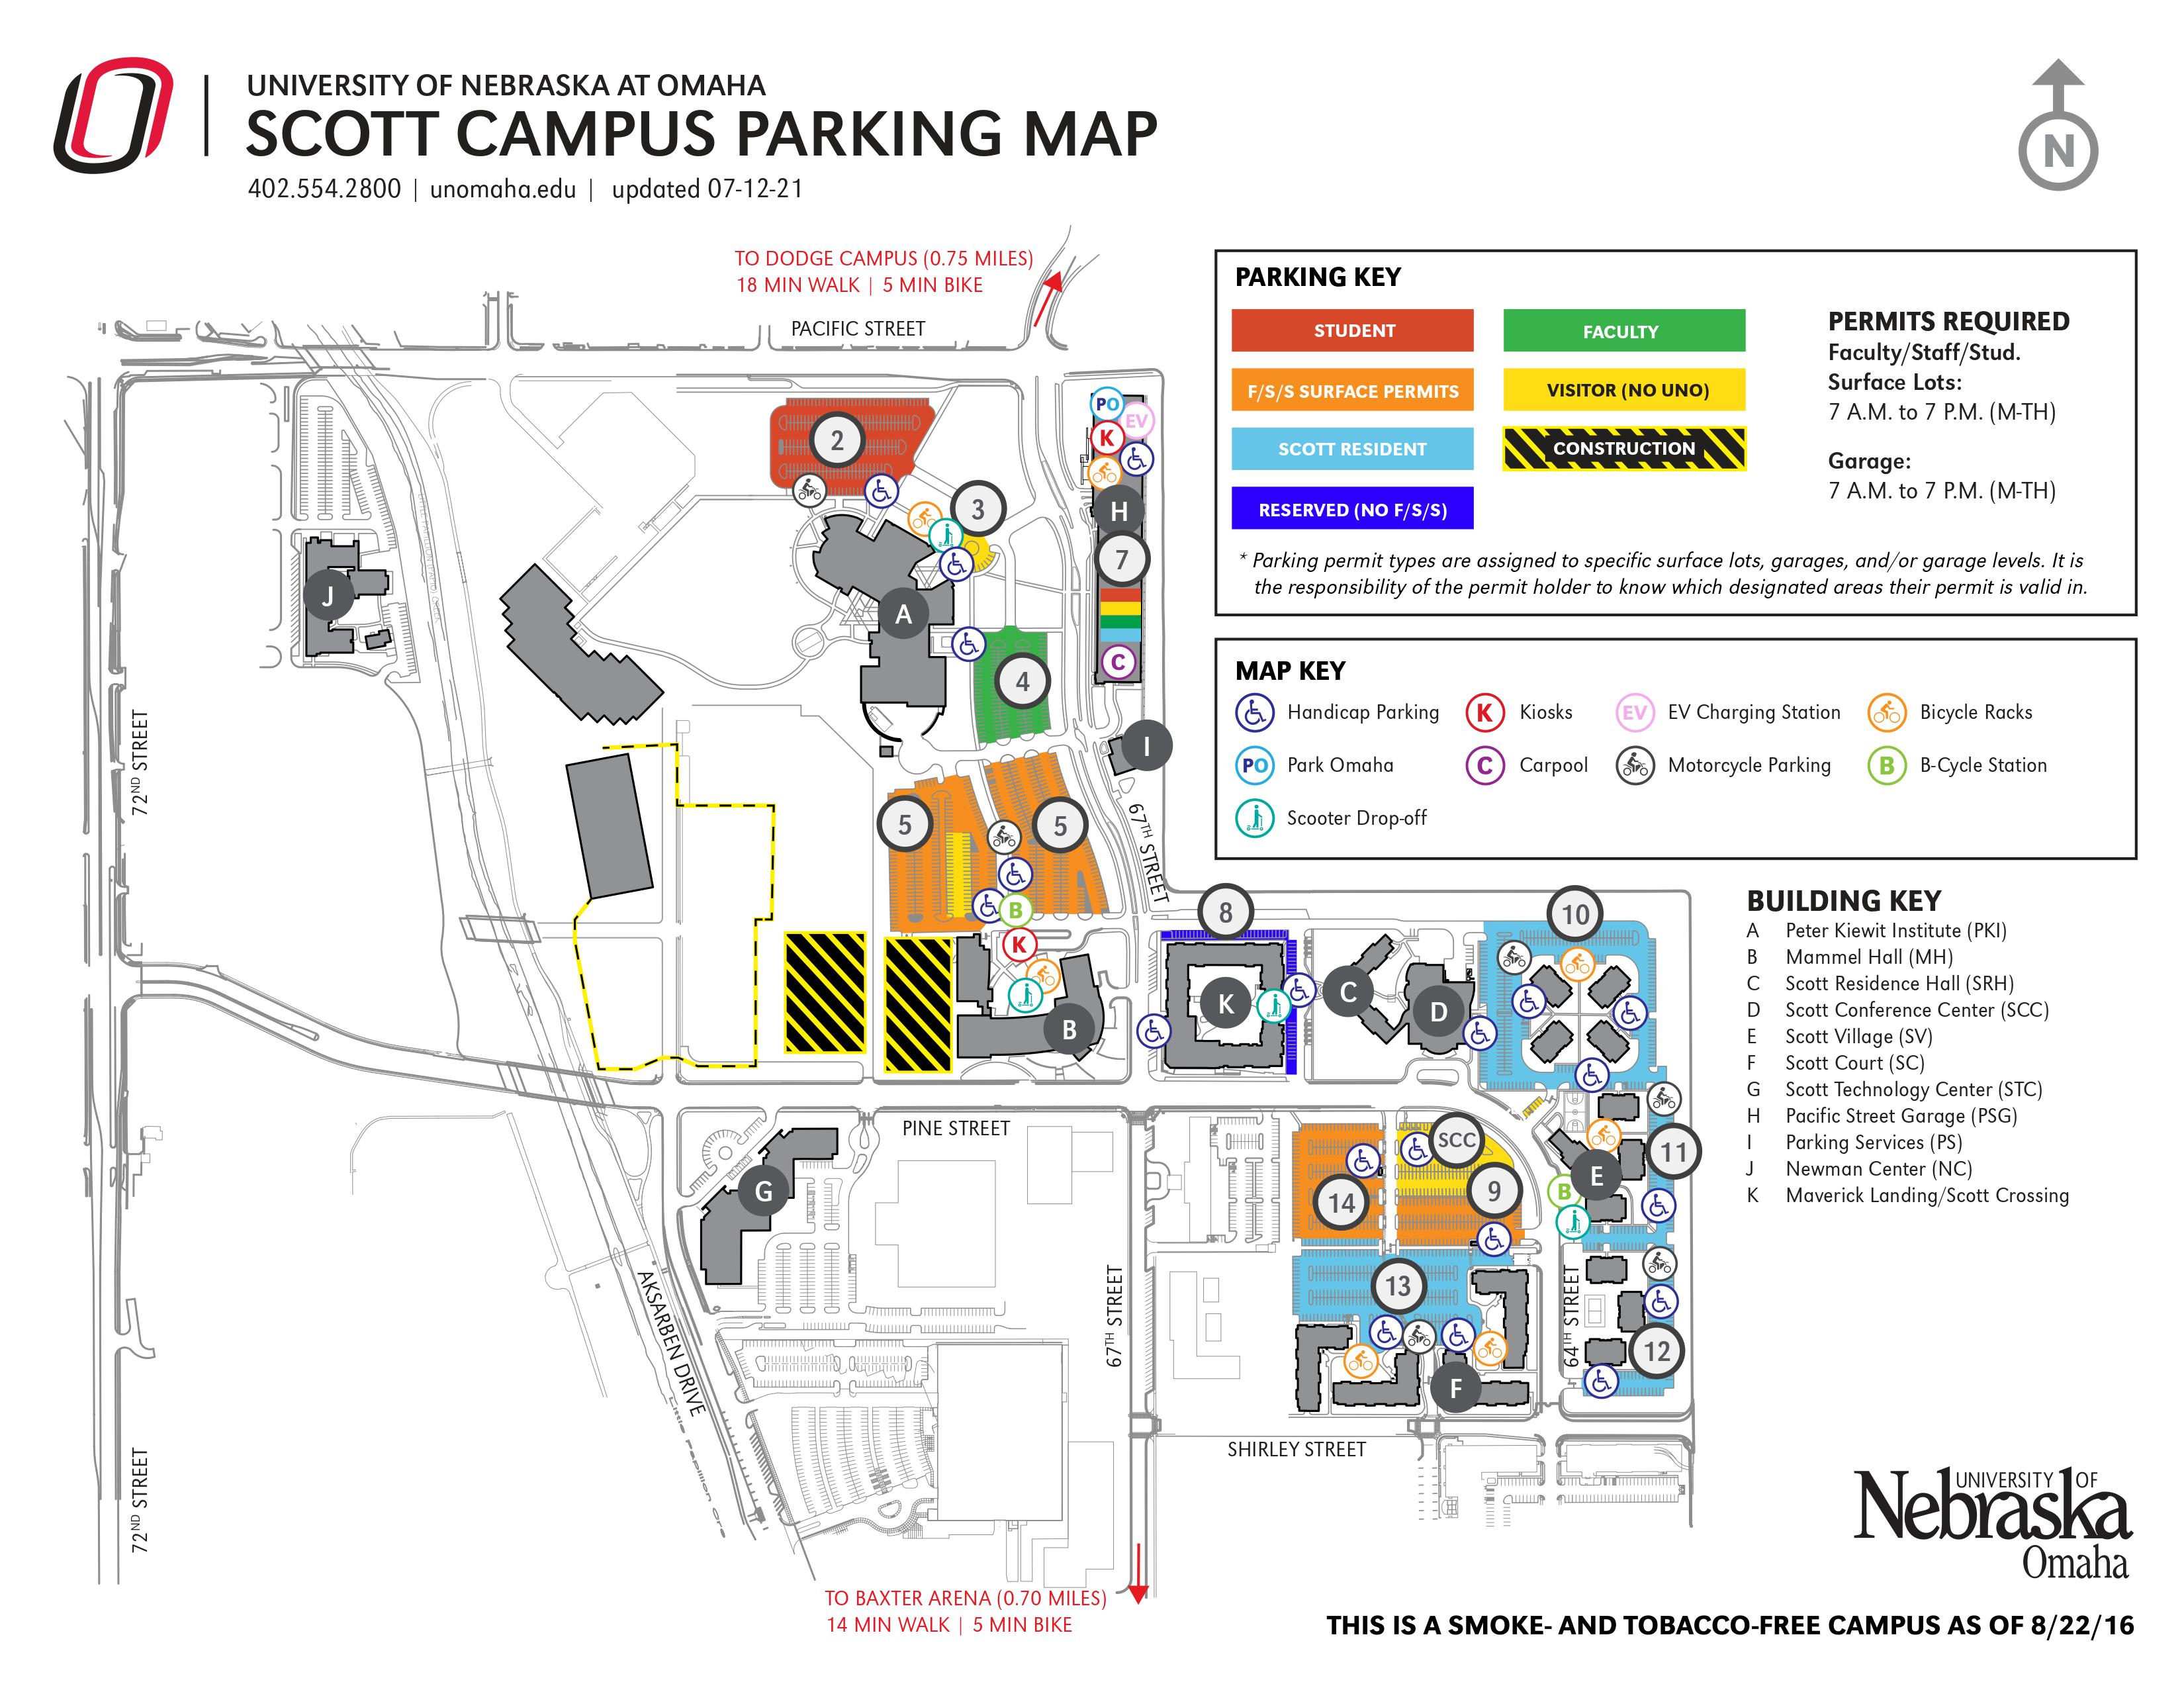 UNIVERSITY OF NEBRASKA AT OMAHA
SCOTT CAMPUS PARKING MAP
402.554.2800 | unomaha.edu | updated 07-12-21
N
TO DODGE CAMPUS (0.75 MILES)
18 MIN WALK | 5 MIN BIKE
PACIFIC STREET
PARKING KEY
STUDENT
FACULTY
F/S/S SURFACE PERMITS
VISITOR (NO UNO)
SCOTT RESIDENT
CONSTRUCTION
RESERVED (NO F/S/S)
PERMITS REQUIRED
Faculty/Staff/Stud.
Surface Lots:
7 A.M. to 7 P.M. (M-TH)
Garage:
7 A.M. to 7 P.M. (M-TH)
* Parking permit types are assigned to specific surface lots, garages, and/or garage levels. It is
the responsibility of the permit holder to know which designated areas their permit is valid in.
MAP KEY
Handicap Parking
K Kiosks
EV EV Charging Station
Bicycle Racks
PO Park Omaha
C Carpool
Motorcycle Parking
B B-Cycle Station
Scooter Drop-off
BUILDING KEY
A Peter Kiewit Institute (PKI)
B Mammel Hall (MH)
C Scott Residence Hall (SRH)
D Scott Conference Center (SCC)
E Scott Village (SV)
F Scott Court (SC)
G Scott Technology Center (STC)
H Pacific Street Garage (PSG)
I Parking Services (PS)
J Newman Center (NC)
K Maverick Landing/Scott Crossing
PO
EV
K
2
3
H
7
J
A
C
4
I
72ND STREET
5
5
67TH STREET
B
K
8
10
K
C
D
B
PINE STREET
G
SCC
14
9
11
E
B
13
AKSARBEN DRIVE
67TH STREET
64TH STREET
12
F
SHIRLEY STREET
72ND STREET
Little Papillion Cre
TO BAXTER ARENA (0.70 MILES)
14 MIN WALK | 5 MIN BIKE
UNIVERSITY OF
Nebraska
Omaha
THIS IS A SMOKE- AND TOBACCO-FREE CAMPUS AS OF 8/22/16